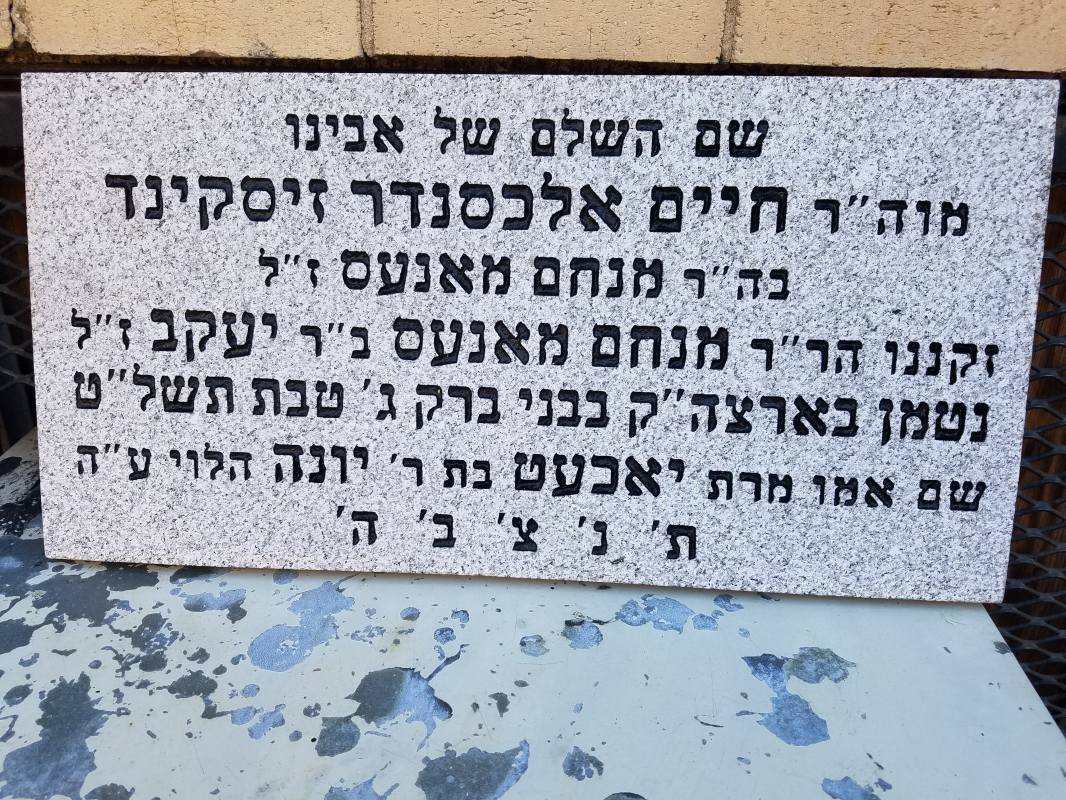 שם השלם של אבינו
מוה״ר חיים אלכסנדר זיסקינד
בה״ר מנחם מאנעס ז״ל
זקננו הר״ר מנחם מאנעס ב״ר יעקב ז״ל
נטמן בארצה״ק בבני ברק ג׳ טבת תשל״ט
שם אמו מרת יאכעט בת ר׳ יונה הלוי ע״ה
ת׳ נ׳ צ׳ ב׳ ה׳